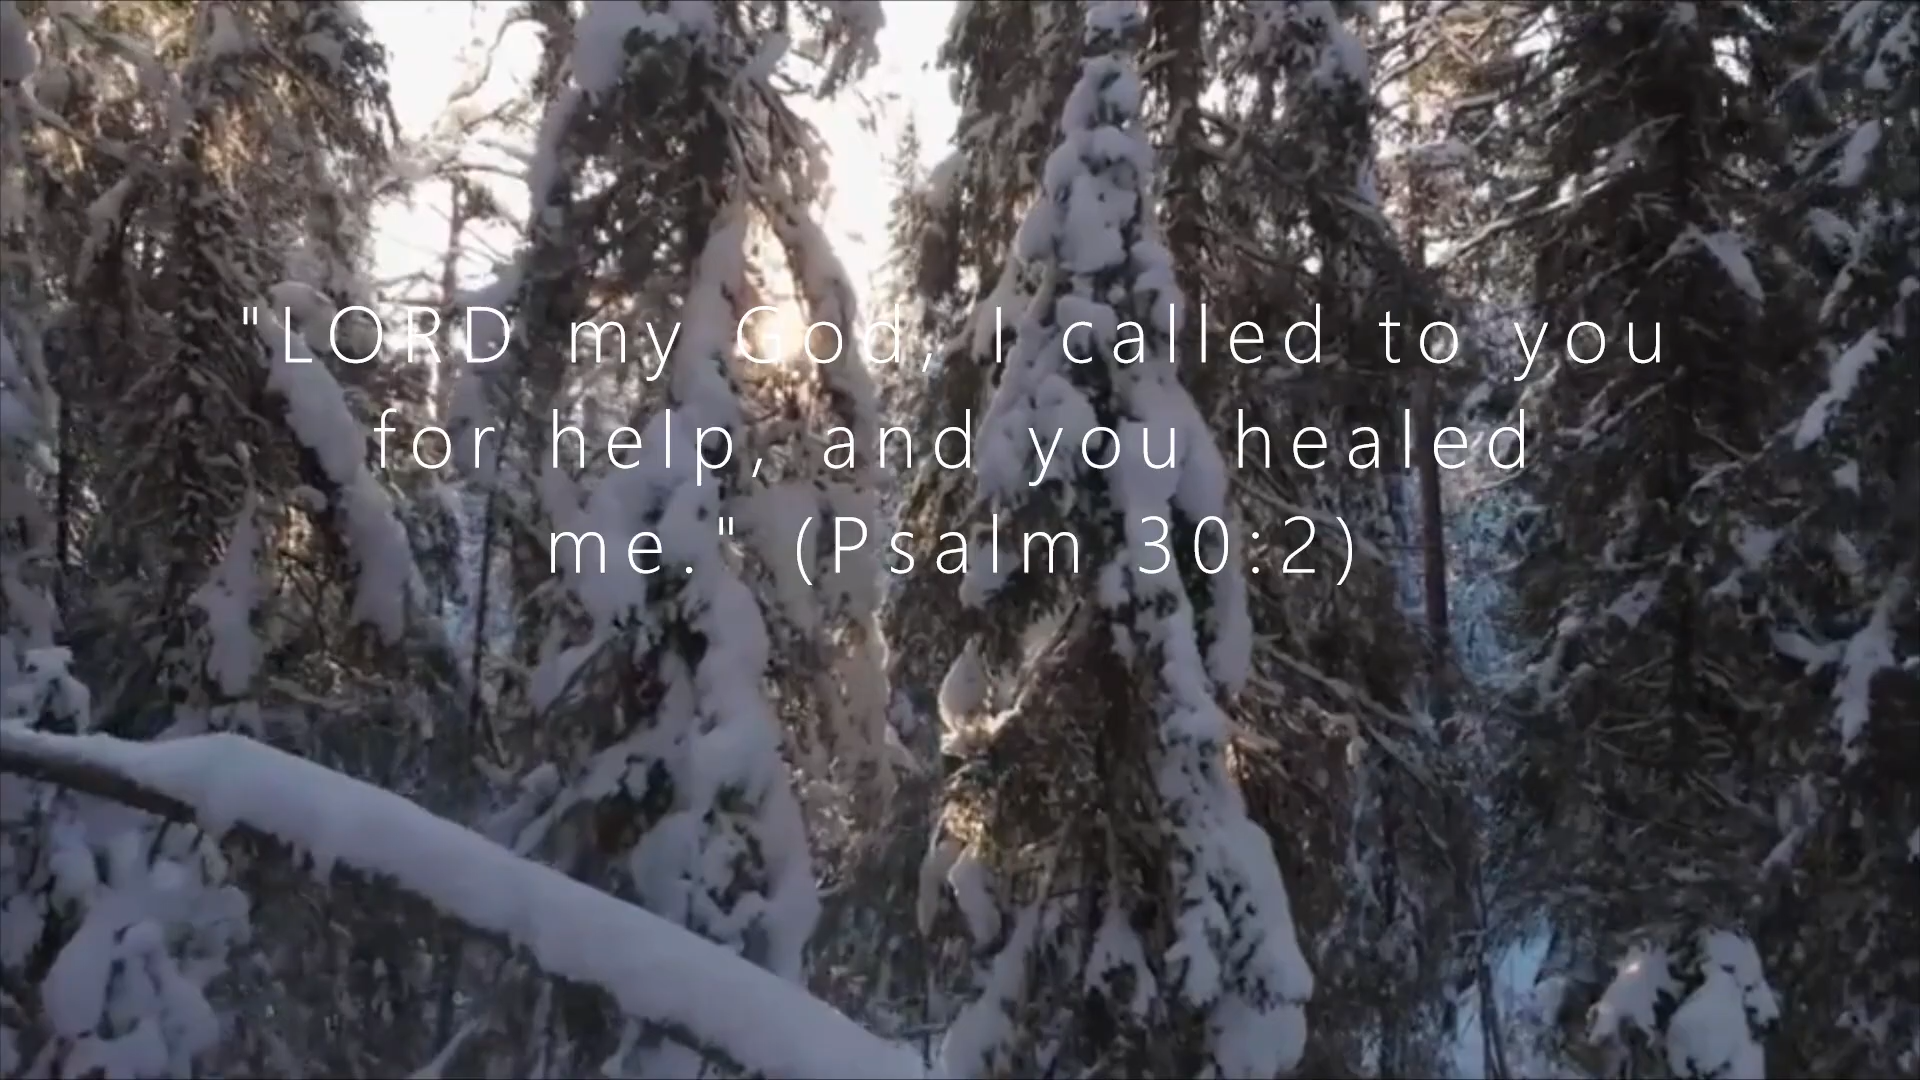 "LORD my God, I called to you
for help, and you healed
me." (Psalm 30:2)